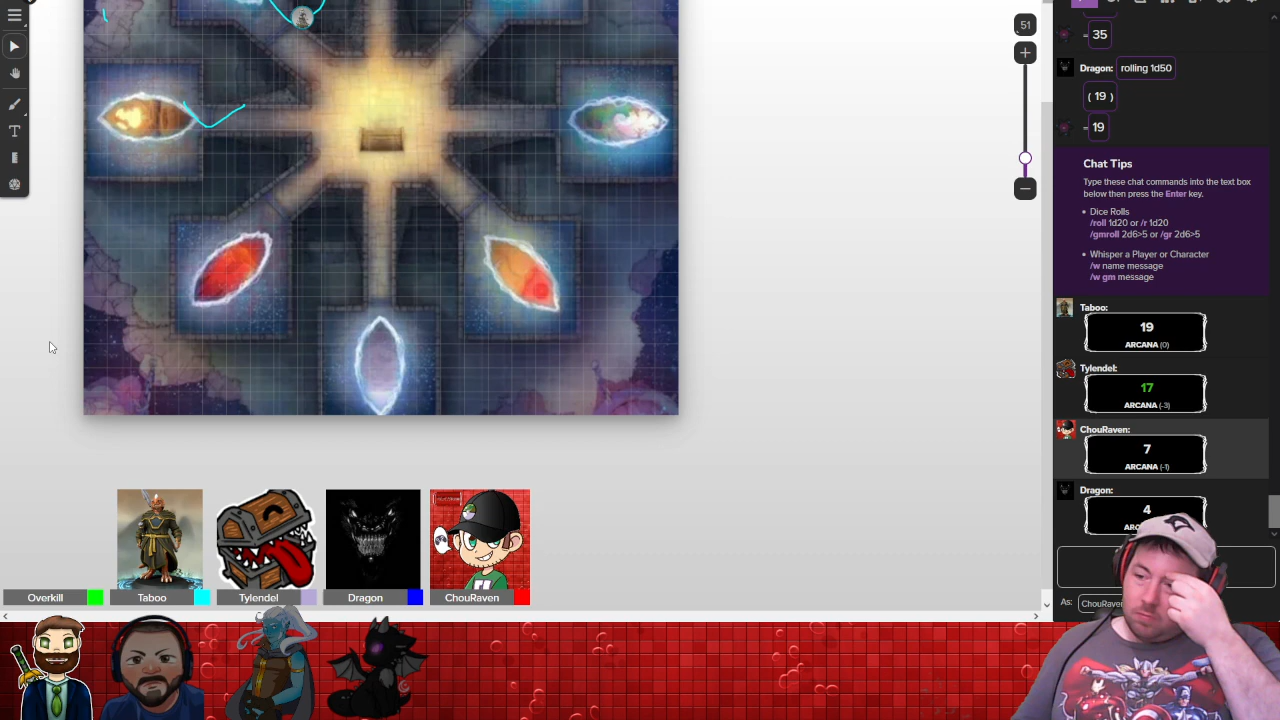 51
35
=
Dragon: rolling 1d50
( 19 )
= 19
Chat Tips
Type these chat commands into the text box
below then press the Enter key.
• Dice Rolls
/roll 1d20 or /r 1d20
/gmroll 2d6>5 or /gr 2d6>5
• Whisper a Player or Character
/w name message
/w gm message
Taboo:
19
ARCANA (0)
Tylendel:
17
ARCANA (-3)
ChouRaven:
7
ARCANA (-1)
Dragon:
4
As: ChouRaven
Overkill
Taboo
Tylendel
Dragon
ChouRaven